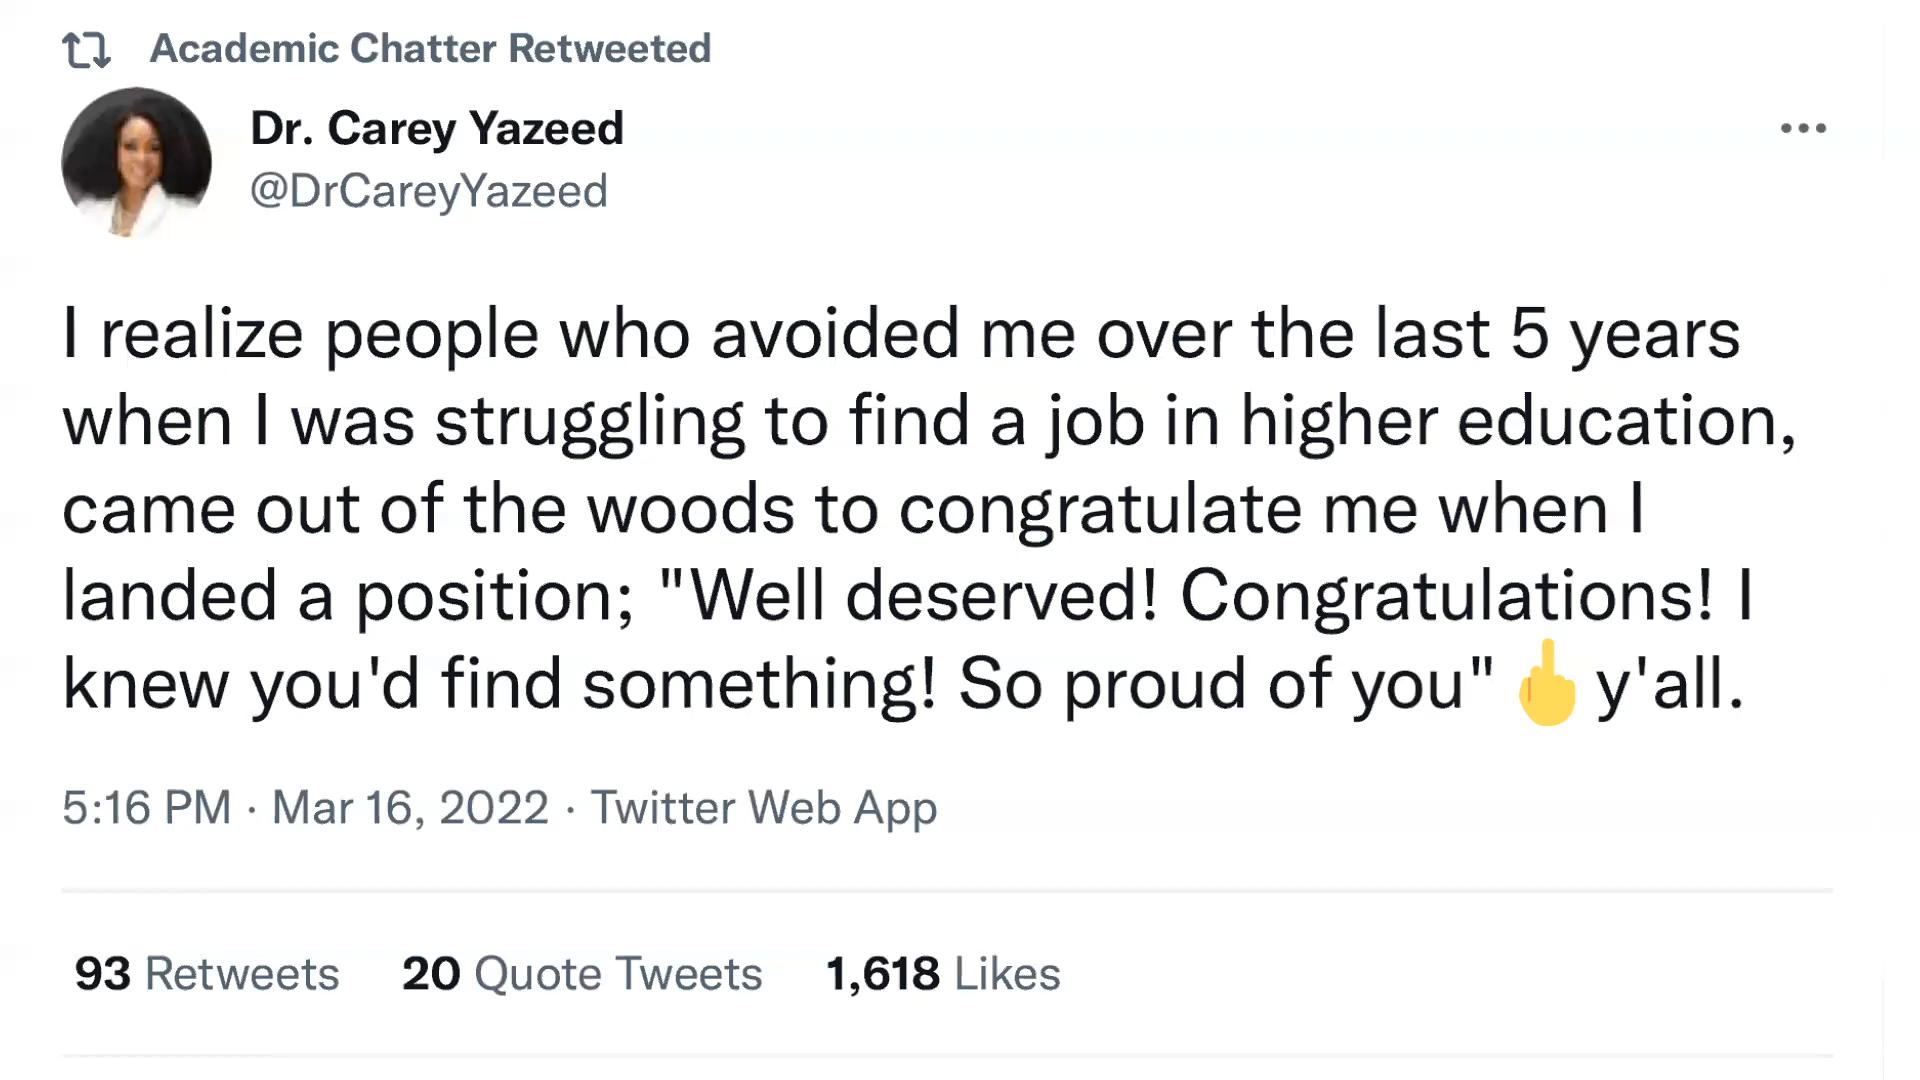 Academic Chatter Retweeted
Dr. Carey Yazeed
@DrCareyYazeed
I realize people who avoided me over the last 5 years
when I was struggling to find a job in higher education,
came out of the woods to congratulate me when I
landed a position; "Well deserved! Congratulations! I
knew you'd find something! So proud of you" 🖕 y'all.
5:16 PM · Mar 16, 2022 · Twitter Web App
93 Retweets 20 Quote Tweets 1,618 Likes